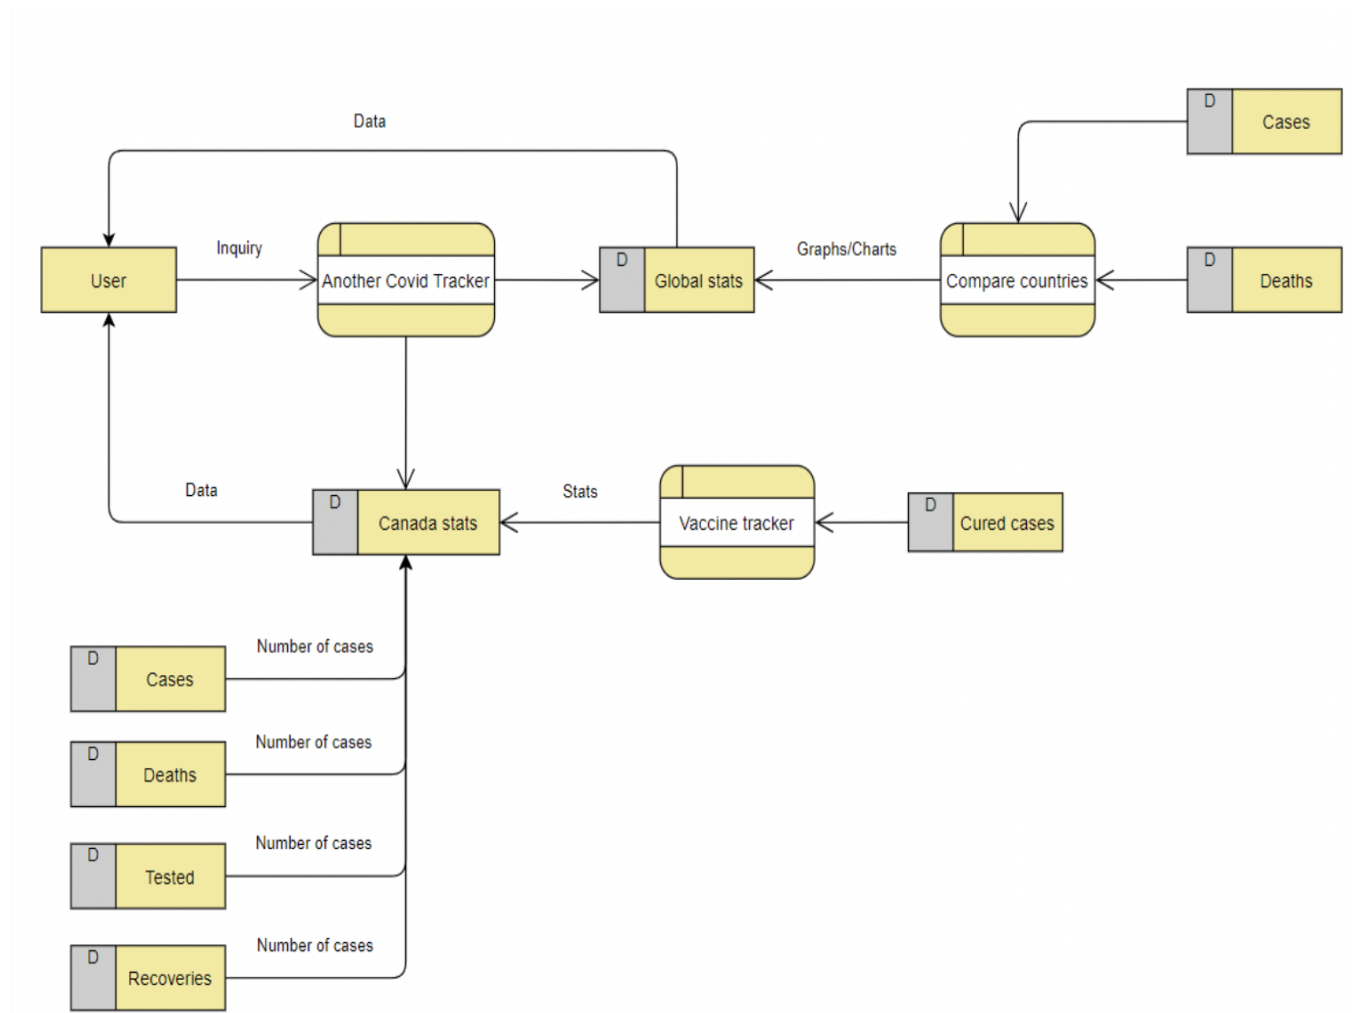 Data
D
Cases
User
Inquiry
Another Covid Tracker
D
Global stats
Graphs/Charts
Compare countries
D
Deaths
Data
D
Canada stats
Stats
Vaccine tracker
D
Cured cases
D
Cases
Number of cases
D
Deaths
Number of cases
D
Tested
Number of cases
D
Recoveries
Number of cases